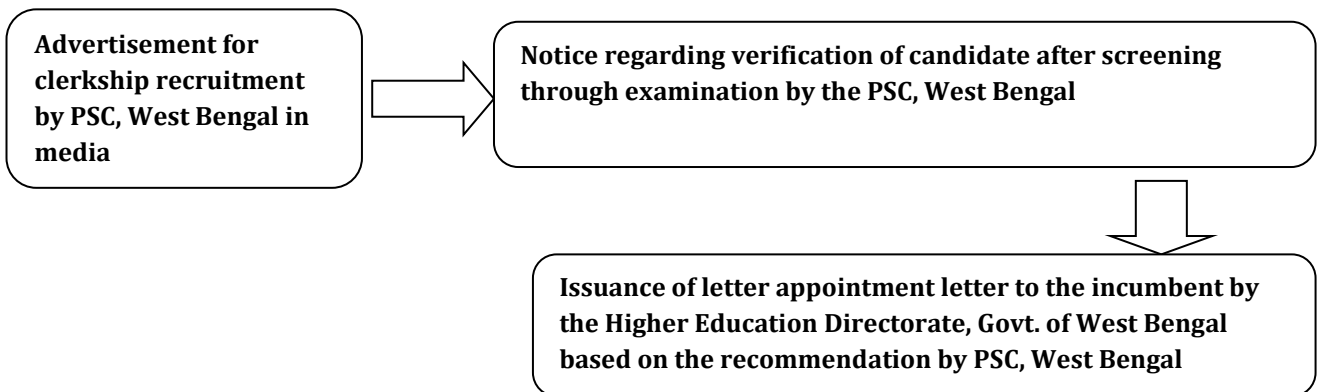 Advertisement for
clerkship recruitment
by PSC, West Bengal in
media
Notice regarding verification of candidate after screening
through examination by the PSC, West Bengal
Issuance of letter appointment letter to the incumbent by
the Higher Education Directorate, Govt. of West Bengal
based on the recommendation by PSC, West Bengal